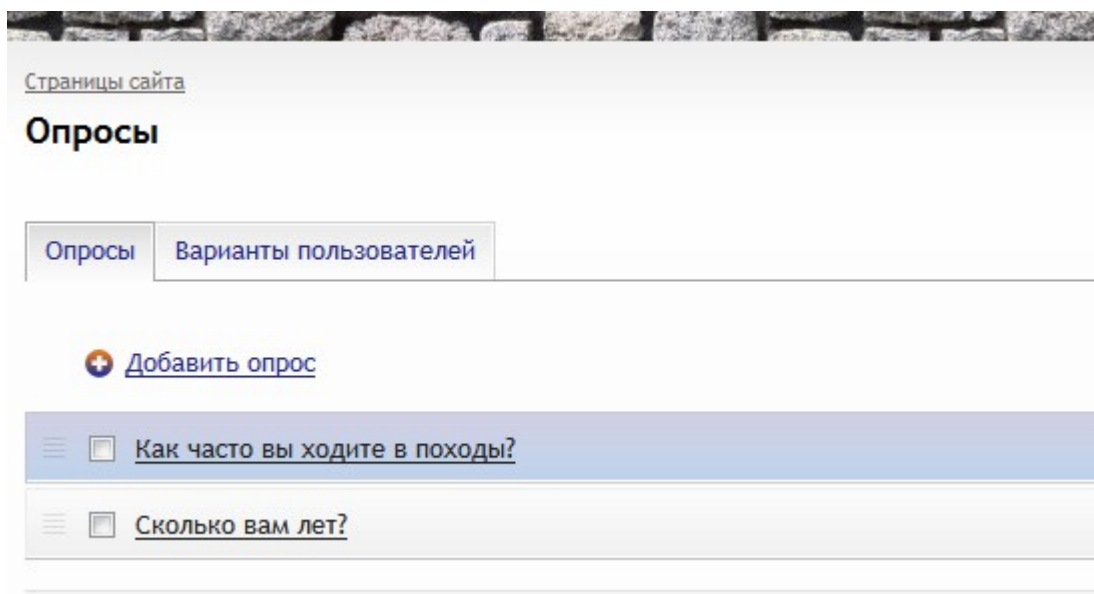 Страницы сайта
Опросы
Опросы Варианты пользователей
Добавить опрос
Как часто вы ходите в походы?
Сколько вам лет?